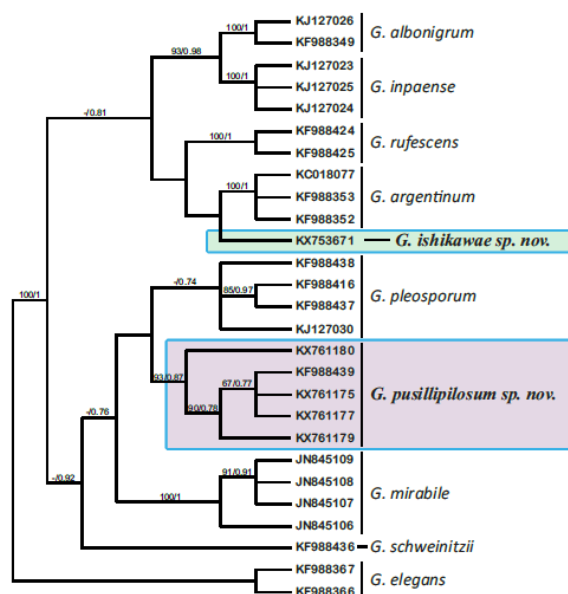 KJ127026
100/1
G. albonigrum
KF988349
93/0.98
KJ127023
100/1
KJ127025
G. inpaense
KJ127024
-/0.81
KF988424
100/1
G. rufescens
KF988425
KC018077
100/1
KF988353
G. argentinum
KF988352
KX753671
G. ishikawae sp. nov.
KF988438
-/0.74
KF988416
85/0.97
G. pleosporum
KF988437
100/1
KJ127030
KX761180
93/0.87
KF988439
67/0.77
KX761175
G. pusillipilosum sp. nov.
KX761177
90/0.78
-/0.76
KX761179
JN845109
91/0.91
JN845108
-/0.92
G. mirabile
JN845107
100/1
JN845106
KF988436
G. schweinitzii
KF988367
G. elegans
KF988366